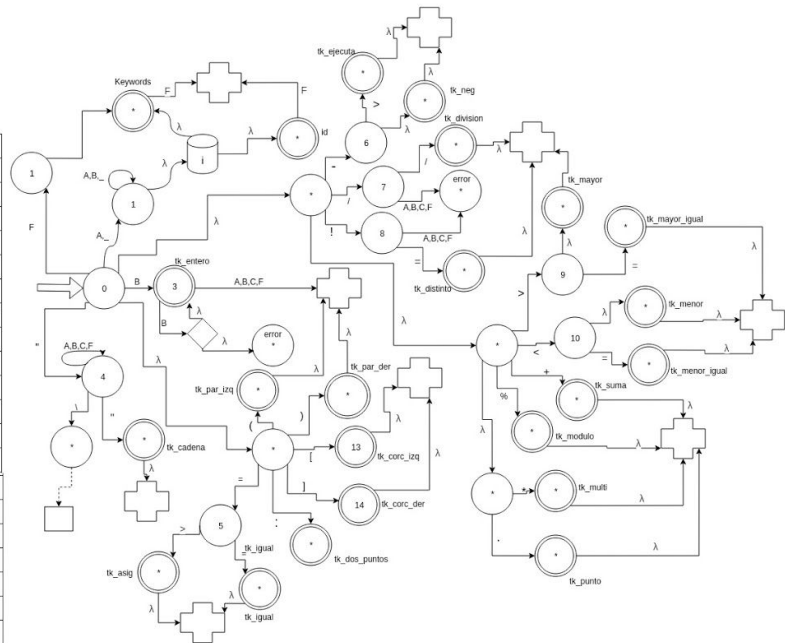 λ
tk_ejecuta
λ
λ
Keywords
F
*
*
tk_neg
>
*
F
λ
λ
i
λ
*
id
6
λ
tk_division
/
*
λ
1
A,B,_
1
λ
-
*
/
7
A,B,C,F
error
*
tk_mayor
λ
*
tk_mayor_igual
*
λ
F
A,_
λ
!
8
A,B,C,F
=
*
tk_distinto
λ
λ
9
=
0
B
tk_entero
3
A,B,C,F
λ
>
B
λ
error
*
λ
*
tk_menor
λ
λ
*
<
10
=
*
tk_menor_igual
λ
"
A,B,C,F
4
λ
tk_par_izq
*
λ
λ
tk_par_der
*
+
tk_suma
*
λ
%
\
"
(
)
λ
*
*
tk_cadena
*
[
13
tk_corc_izq
λ
λ
*
tk_modulo
λ
λ
]
14
tk_corc_der
=
:
*
*
*
tk_multi
λ
5
>
=
tk_igual
*
tk_dos_puntos
.
tk_asig
*
*
tk_igual
λ
λ
*
tk_punto
λ